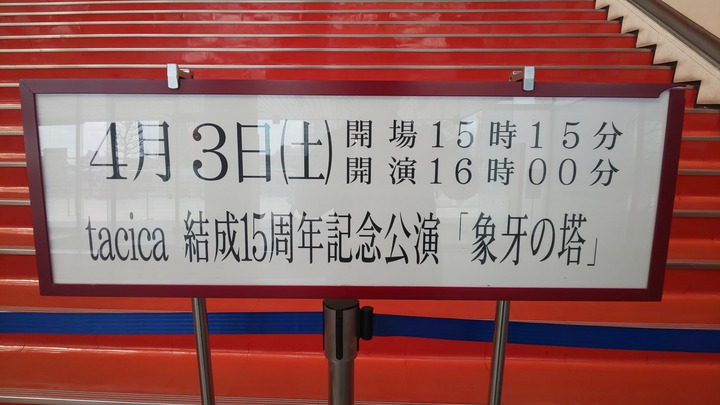 4月3日(土) 開場15時15分
開演16時00分
tacica 結成15周年記念公演「象牙の塔」